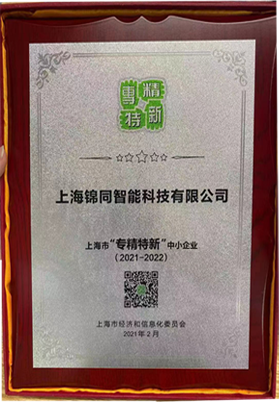 專精
特新
上海锦同智能科技有限公司
上海市“专精特新”中小企业
(2021-2022)
上海市经济和信息化委员会
2021年2月